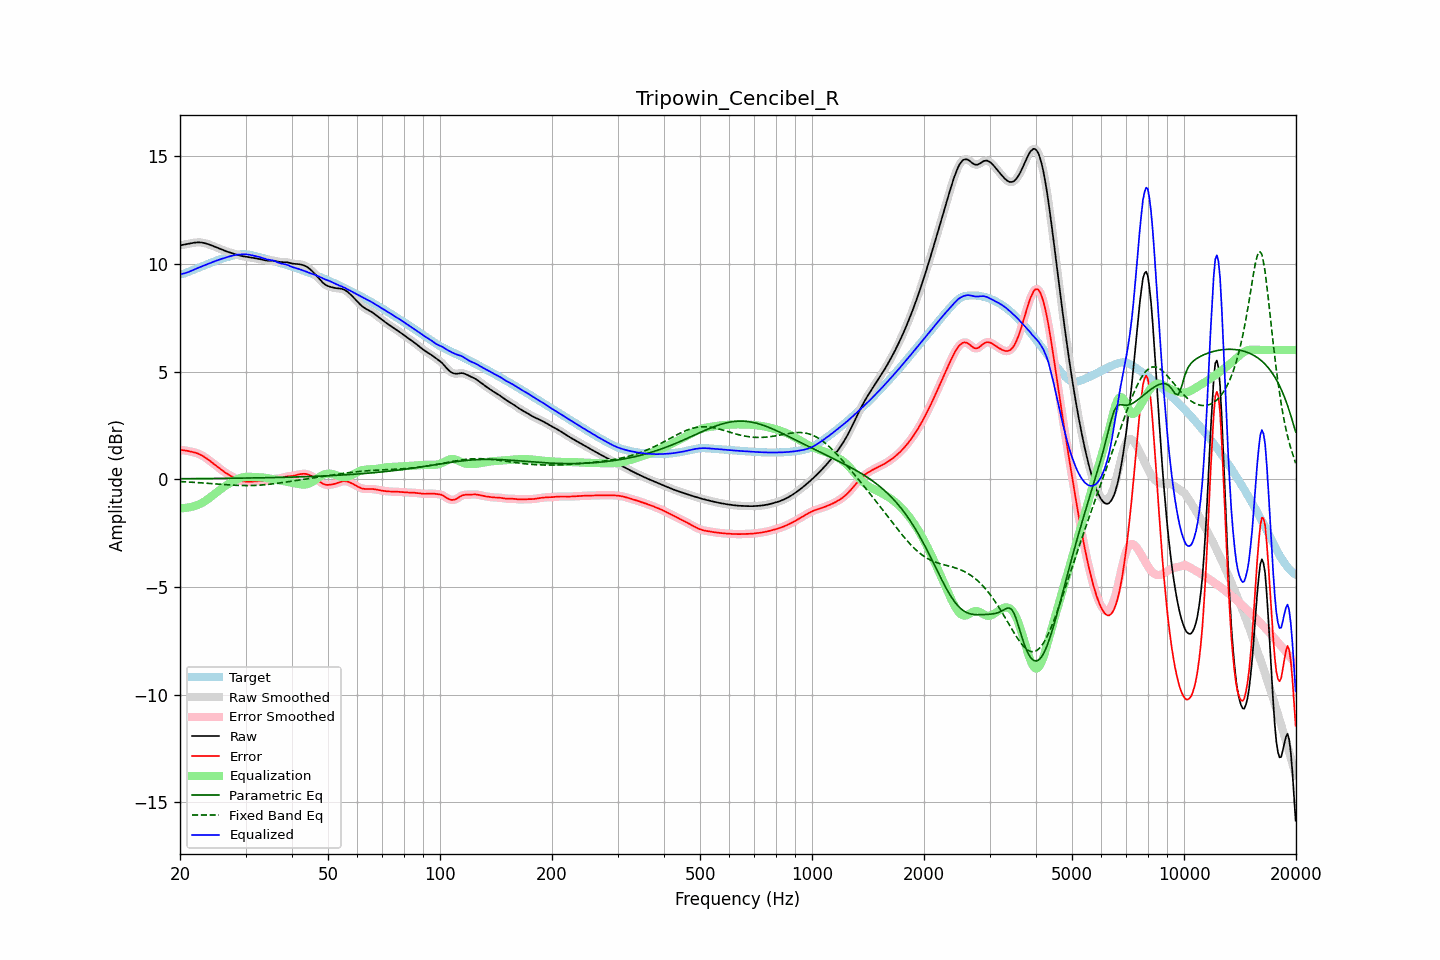 Tripowin_Cencibel_R
Amplitude (dBr)
15
10
5
0
−5
−10
−15
Target
Raw Smoothed
Error Smoothed
Raw
Error
Equalization
Parametric Eq
Fixed Band Eq
Equalized
20 50 100 200 500 1000 2000 5000 10000 20000
Frequency (Hz)